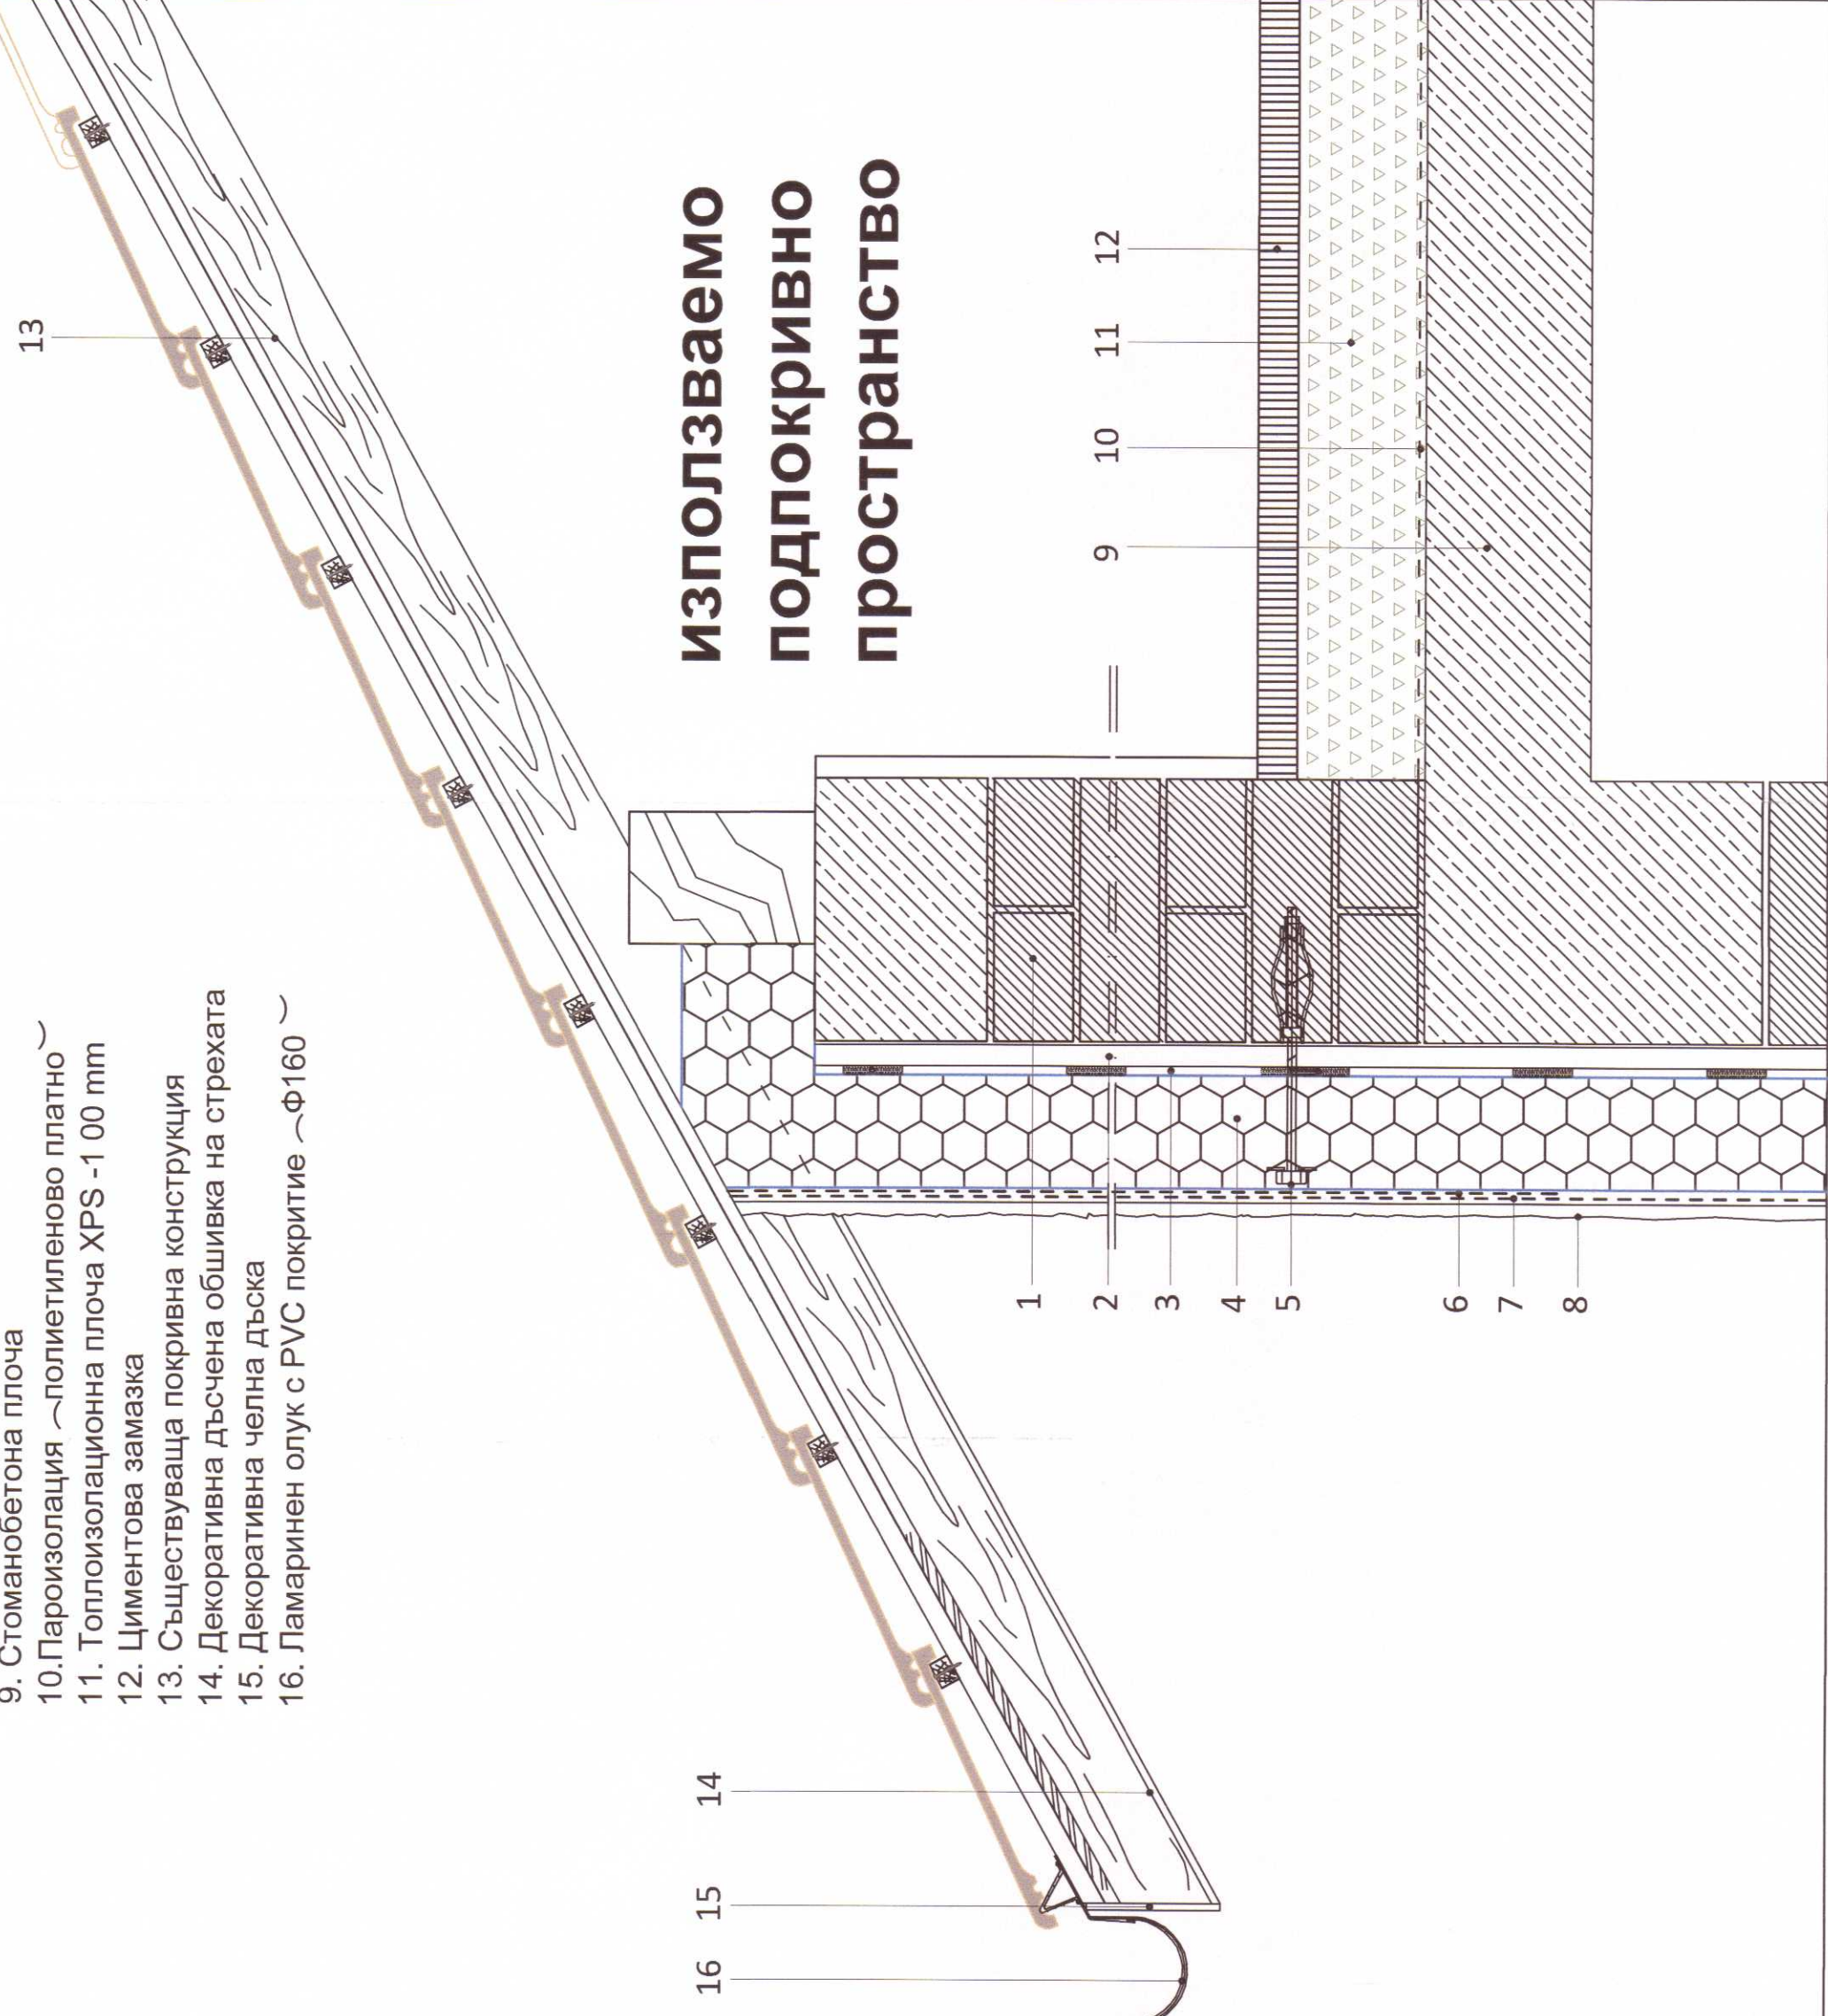 9. Стоманобетона плоча
10.Пароизолация (полиетиленово платно)
11. Топлоизолационна плоча XPS -1 00 mm
12. Циментова замазка
13. Съществуваща покривна конструкция
14. Декоративна дъсчена обшивка на стрехата
15. Декоративна челна дъска
16. Ламаринен олук с PVC покритие (Ф160)
13
използваемо
подпокривно
пространство
9
10
11
12
1
2
3
4
5
6
7
8
14
15
16